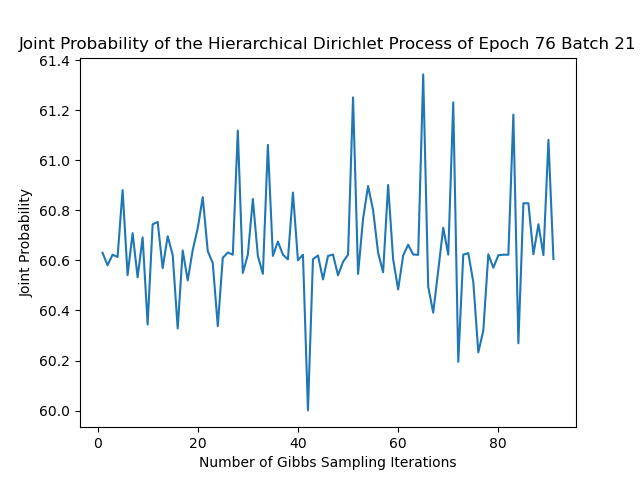 Joint Probability of the Hierarchical Dirichlet Process of Epoch 76 Batch 21
61.4
61.2
61.0
60.8
60.6
60.4
60.2
60.0
Joint Probability
0 20 40 60 80
Number of Gibbs Sampling Iterations